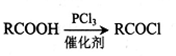 RCOOH PCl₃ 催化剂 RCOCl